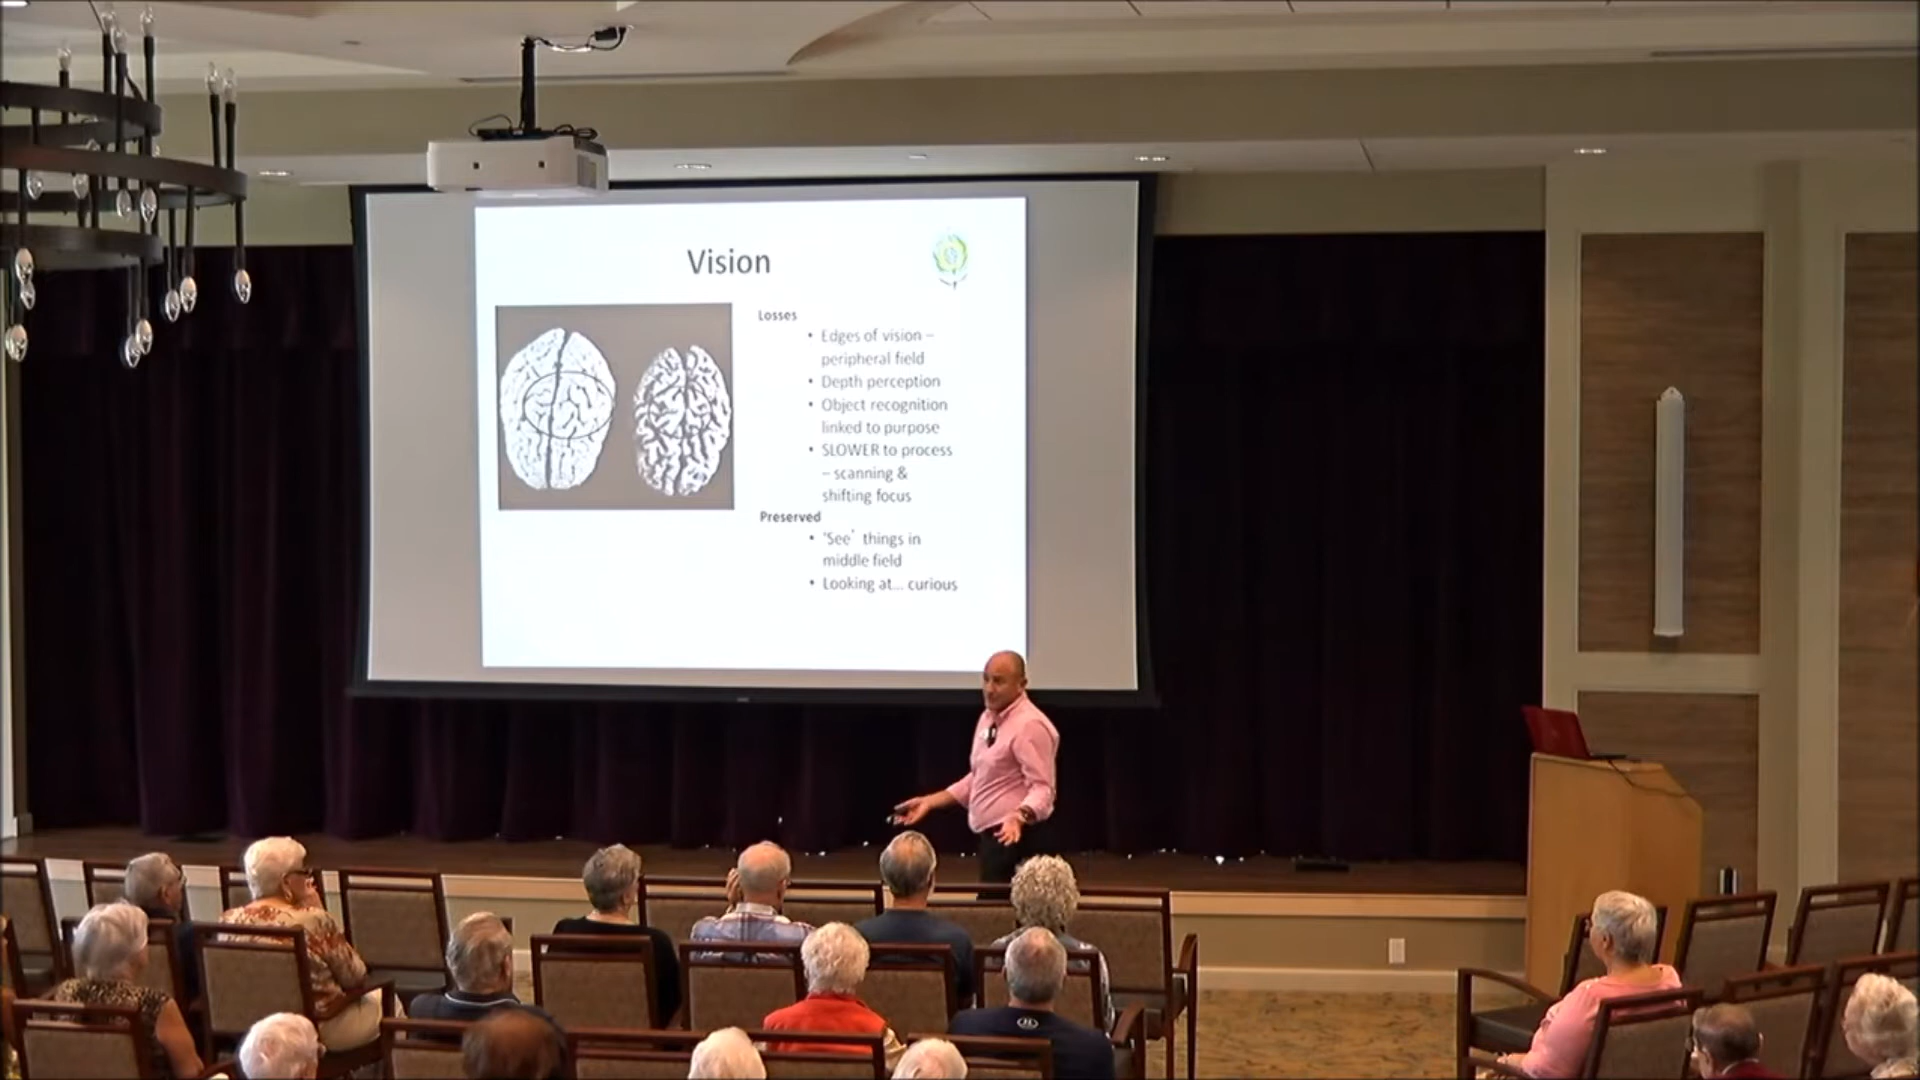 Vision
Losses
• Edges of vision –
peripheral field
• Depth perception
• Object recognition
linked to purpose
• SLOWER to process
– scanning &
shifting focus
Preserved
• 'See' things in
middle field
• Looking at... curious